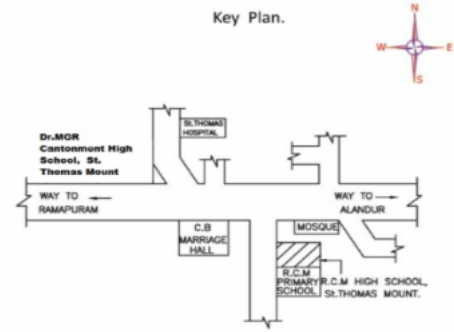 Key Plan.
N
W
E
S
ST.THOMAS
HOSPITAL
Dr.MGR
Cantonment High
School, St.
Thomas Mount
WAY TO
RAMAPURAM
WAY TO
ALANDUR
C.B
MARRIAGE
HALL
MOSQUE
R.C.M
PRIMARY
SCHOOL
R.C.M HIGH SCHOOL,
St.THOMAS MOUNT.